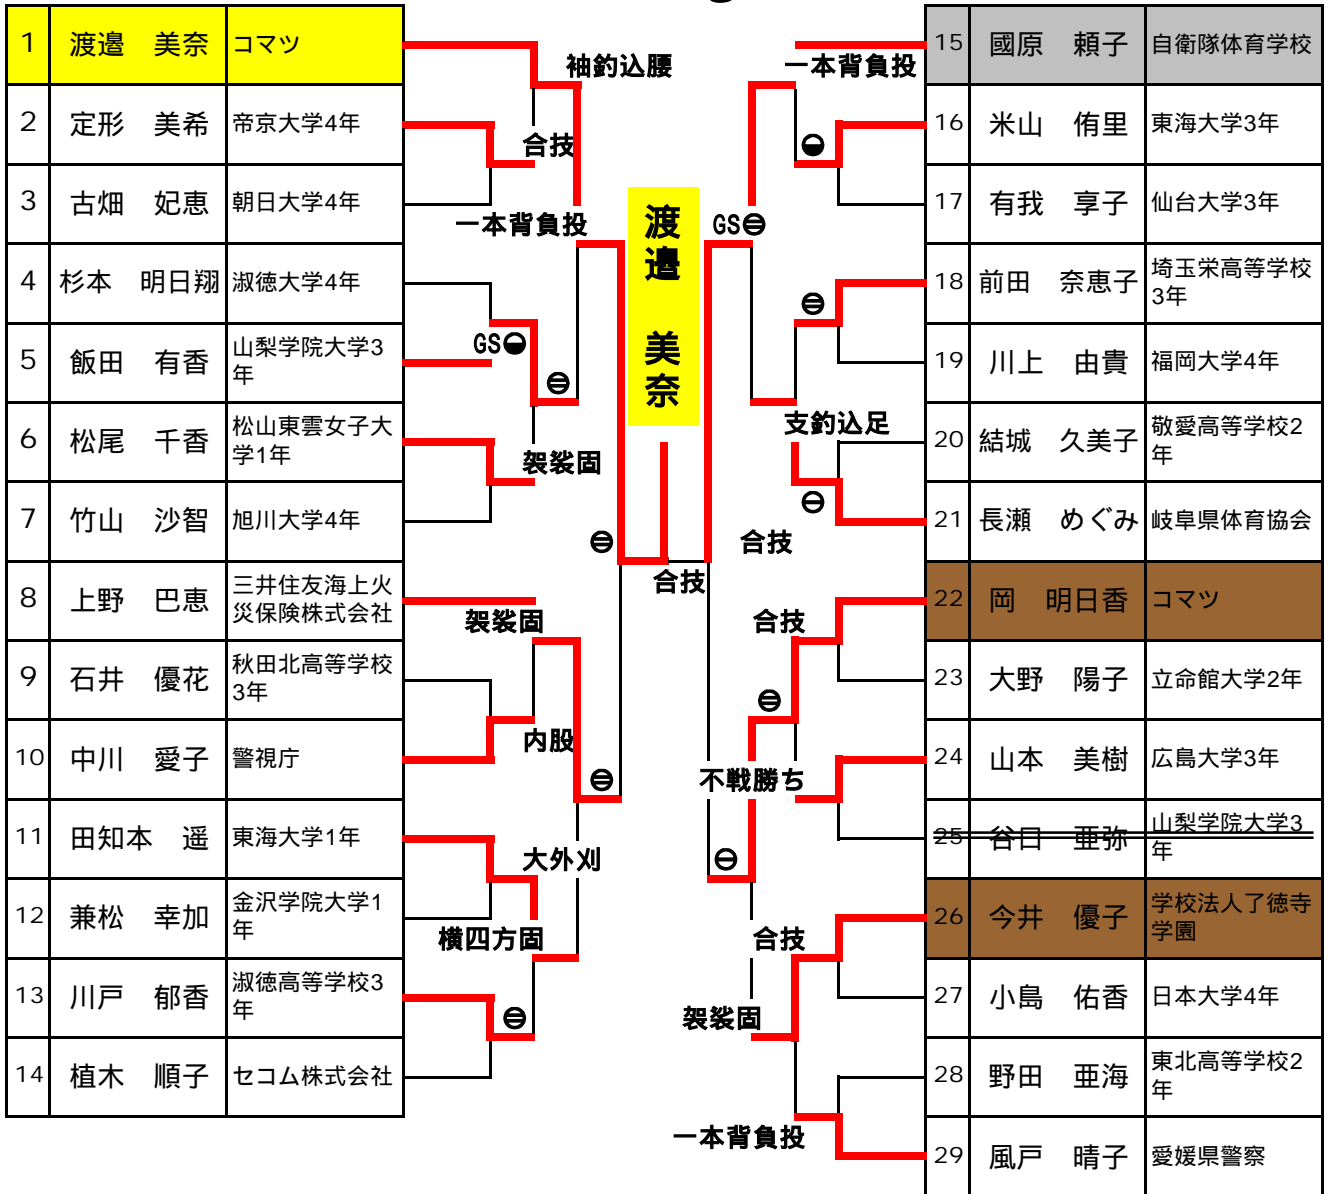 1 渡邉 美奈 コマツ
2 定形 美希 帝京大学4年
3 古畑 妃恵 朝日大学4年
4 杉本 明日翔 淑徳大学4年
5 飯田 有香 山梨学院大学3
年
6 松尾 千香 松山東雲女子大
学1年
7 竹山 沙智 旭川大学4年
8 上野 巴恵 三井住友海上火
災保険株式会社
9 石井 優花 秋田北高等学校
3年
10 中川 愛子 警視庁
11 田知本 遥 東海大学1年
12 兼松 幸加 金沢学院大学1
年
13 川戸 郁香 淑徳高等学校3
年
14 植木 順子 セコム株式会社
袖釣込腰
合技
一本背負投
GS
袈裟固
袈裟固
内股
大外刈
横四方固
渡邉 美奈
合技
一本背負投
GS
支釣込足
合技
合技
不戦勝ち
合技
袈裟固
一本背負投
15 國原 頼子 自衛隊体育学校
16 米山 侑里 東海大学3年
17 有我 享子 仙台大学3年
18 前田 奈恵子 埼玉栄高等学校
3年
19 川上 由貴 福岡大学4年
20 結城 久美子 敬愛高等学校2
年
21 長瀬 めぐみ 岐阜県体育協会
22 岡 明日香 コマツ
23 大野 陽子 立命館大学2年
24 山本 美樹 広島大学3年
25 谷口 亜弥 山梨学院大学3
年
26 今井 優子 学校法人了徳寺
学園
27 小島 佑香 日本大学4年
28 野田 亜海 東北高等学校2
年
29 風戸 晴子 愛媛県警察